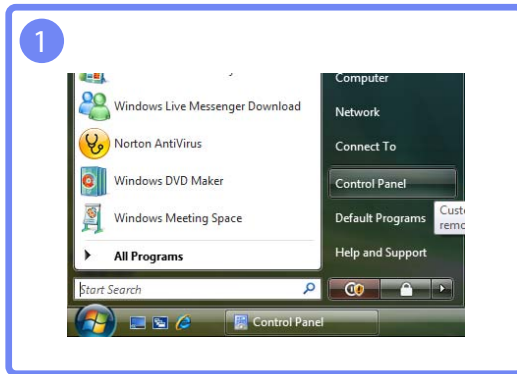 1
Windows Live Messenger Download
Norton AntiVirus
Windows DVD Maker
Windows Meeting Space
All Programs
Start Search
Computer
Network
Connect To
Control Panel
Default Programs
Help and Support
Control Panel